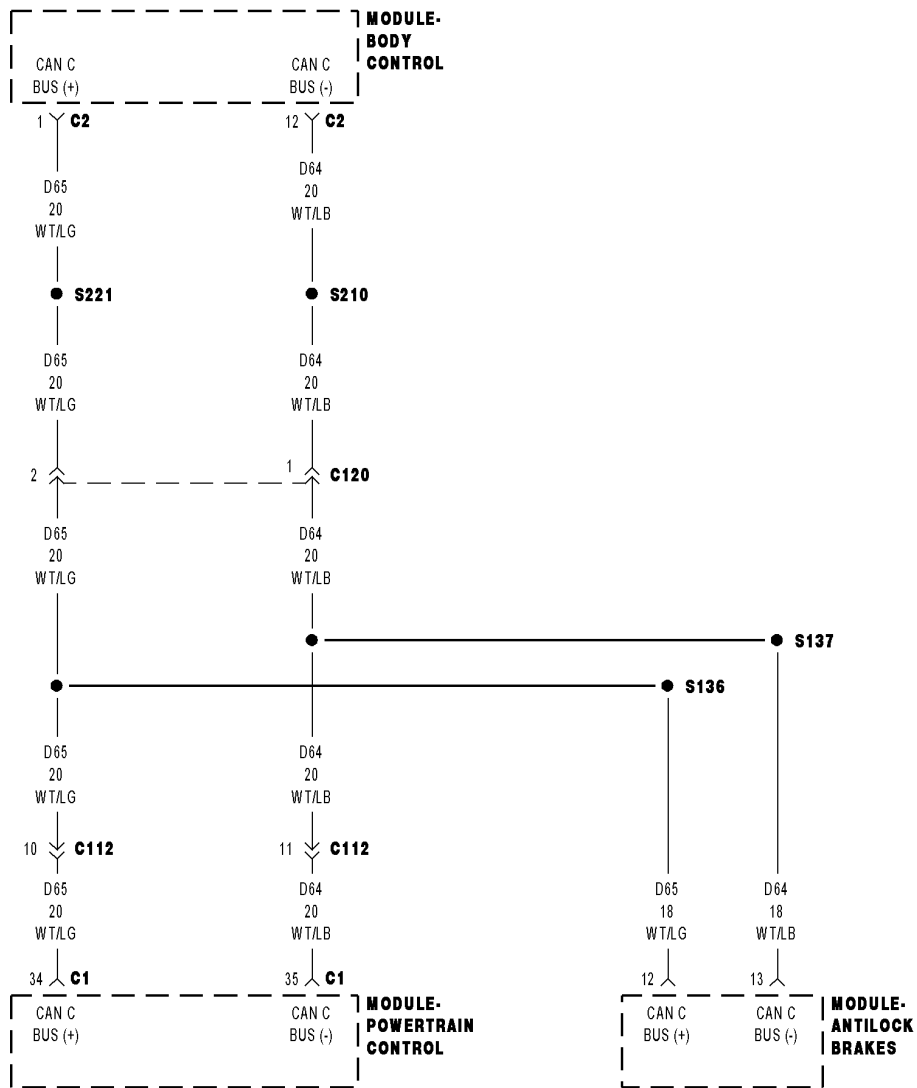 MODULE-
BODY
CONTROL
CAN C
BUS (+)
CAN C
BUS (-)
1 C2
12 C2
D65
20
WT/LG
D64
20
WT/LB
S221
S210
D65
20
WT/LG
D64
20
WT/LB
2
1
C120
D65
20
WT/LG
D64
20
WT/LB
S137
S136
D65
20
WT/LG
D64
20
WT/LB
10 C112
11 C112
D65
20
WT/LG
D64
20
WT/LB
D65
18
WT/LG
D64
18
WT/LB
34 C1
35 C1
12
13
CAN C
BUS (+)
CAN C
BUS (-)
MODULE-
POWERTRAIN
CONTROL
CAN C
BUS (+)
CAN C
BUS (-)
MODULE-
ANTILOCK
BRAKES